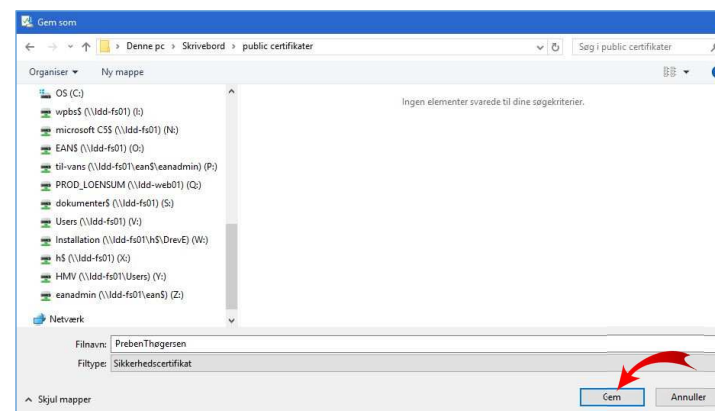 Gem som
Denne pc › Skrivebord › public certifikater
Søg i public certifikater
Organiser
Ny mappe
OS (C:)
wpbs$ (\\ldd-fs01) (I:)
microsoft C5$ (\\ldd-fs01) (N:)
EAN$ (\\ldd-fs01) (O:)
til-vans (\\ldd-fs01\ean$\eanadmin) (P:)
PROD_LOENSUM (\\ldd-web01) (Q:)
dokumenter$ (\\ldd-fs01) (S:)
Users (\\ldd-fs01) (V:)
Installation (\\ldd-fs01\h$\DrevE) (W:)
h$ (\\ldd-fs01) (X:)
HMV (\\ldd-fs01\Users) (Y:)
eanadmin (\\ldd-fs01\ean$) (Z:)
Netværk
Ingen elementer svarede til dine søgekriterier.
Filnavn: PrebenThøgersen
Filtype: Sikkerhedscertifikat
Skjul mapper
Gem
Annuller